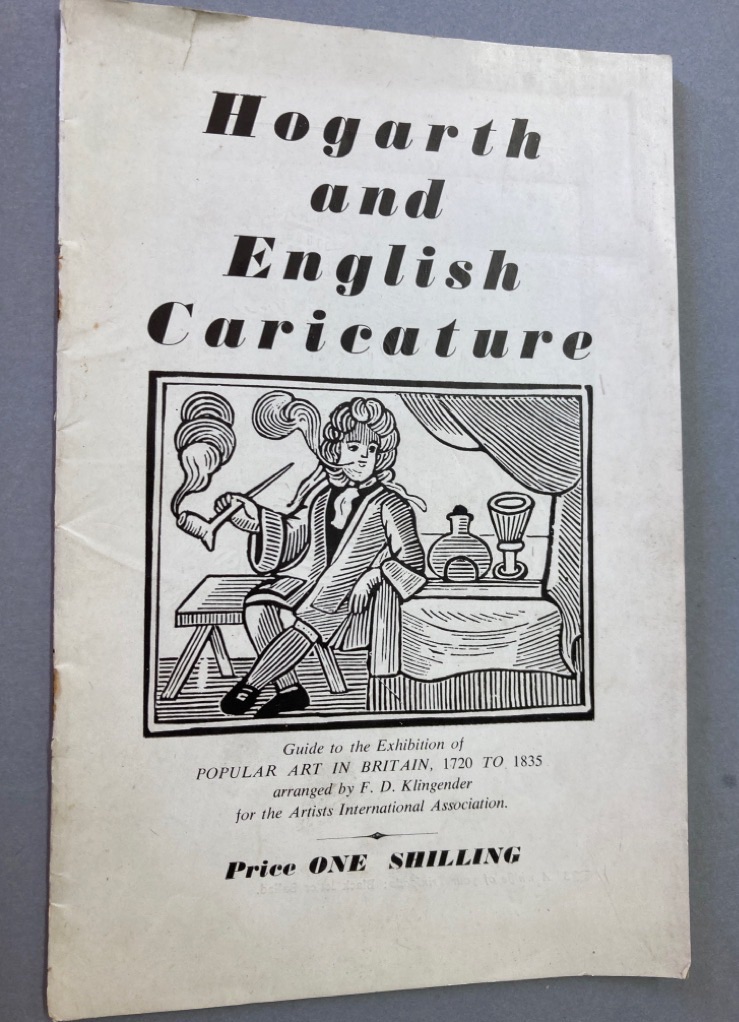 Hogarth
and
English
Caricature
Guide to the Exhibition of
POPULAR ART IN BRITAIN, 1720 TO 1835
arranged by F. D. Klingender
for the Artists International Association.
Price ONE SHILLING